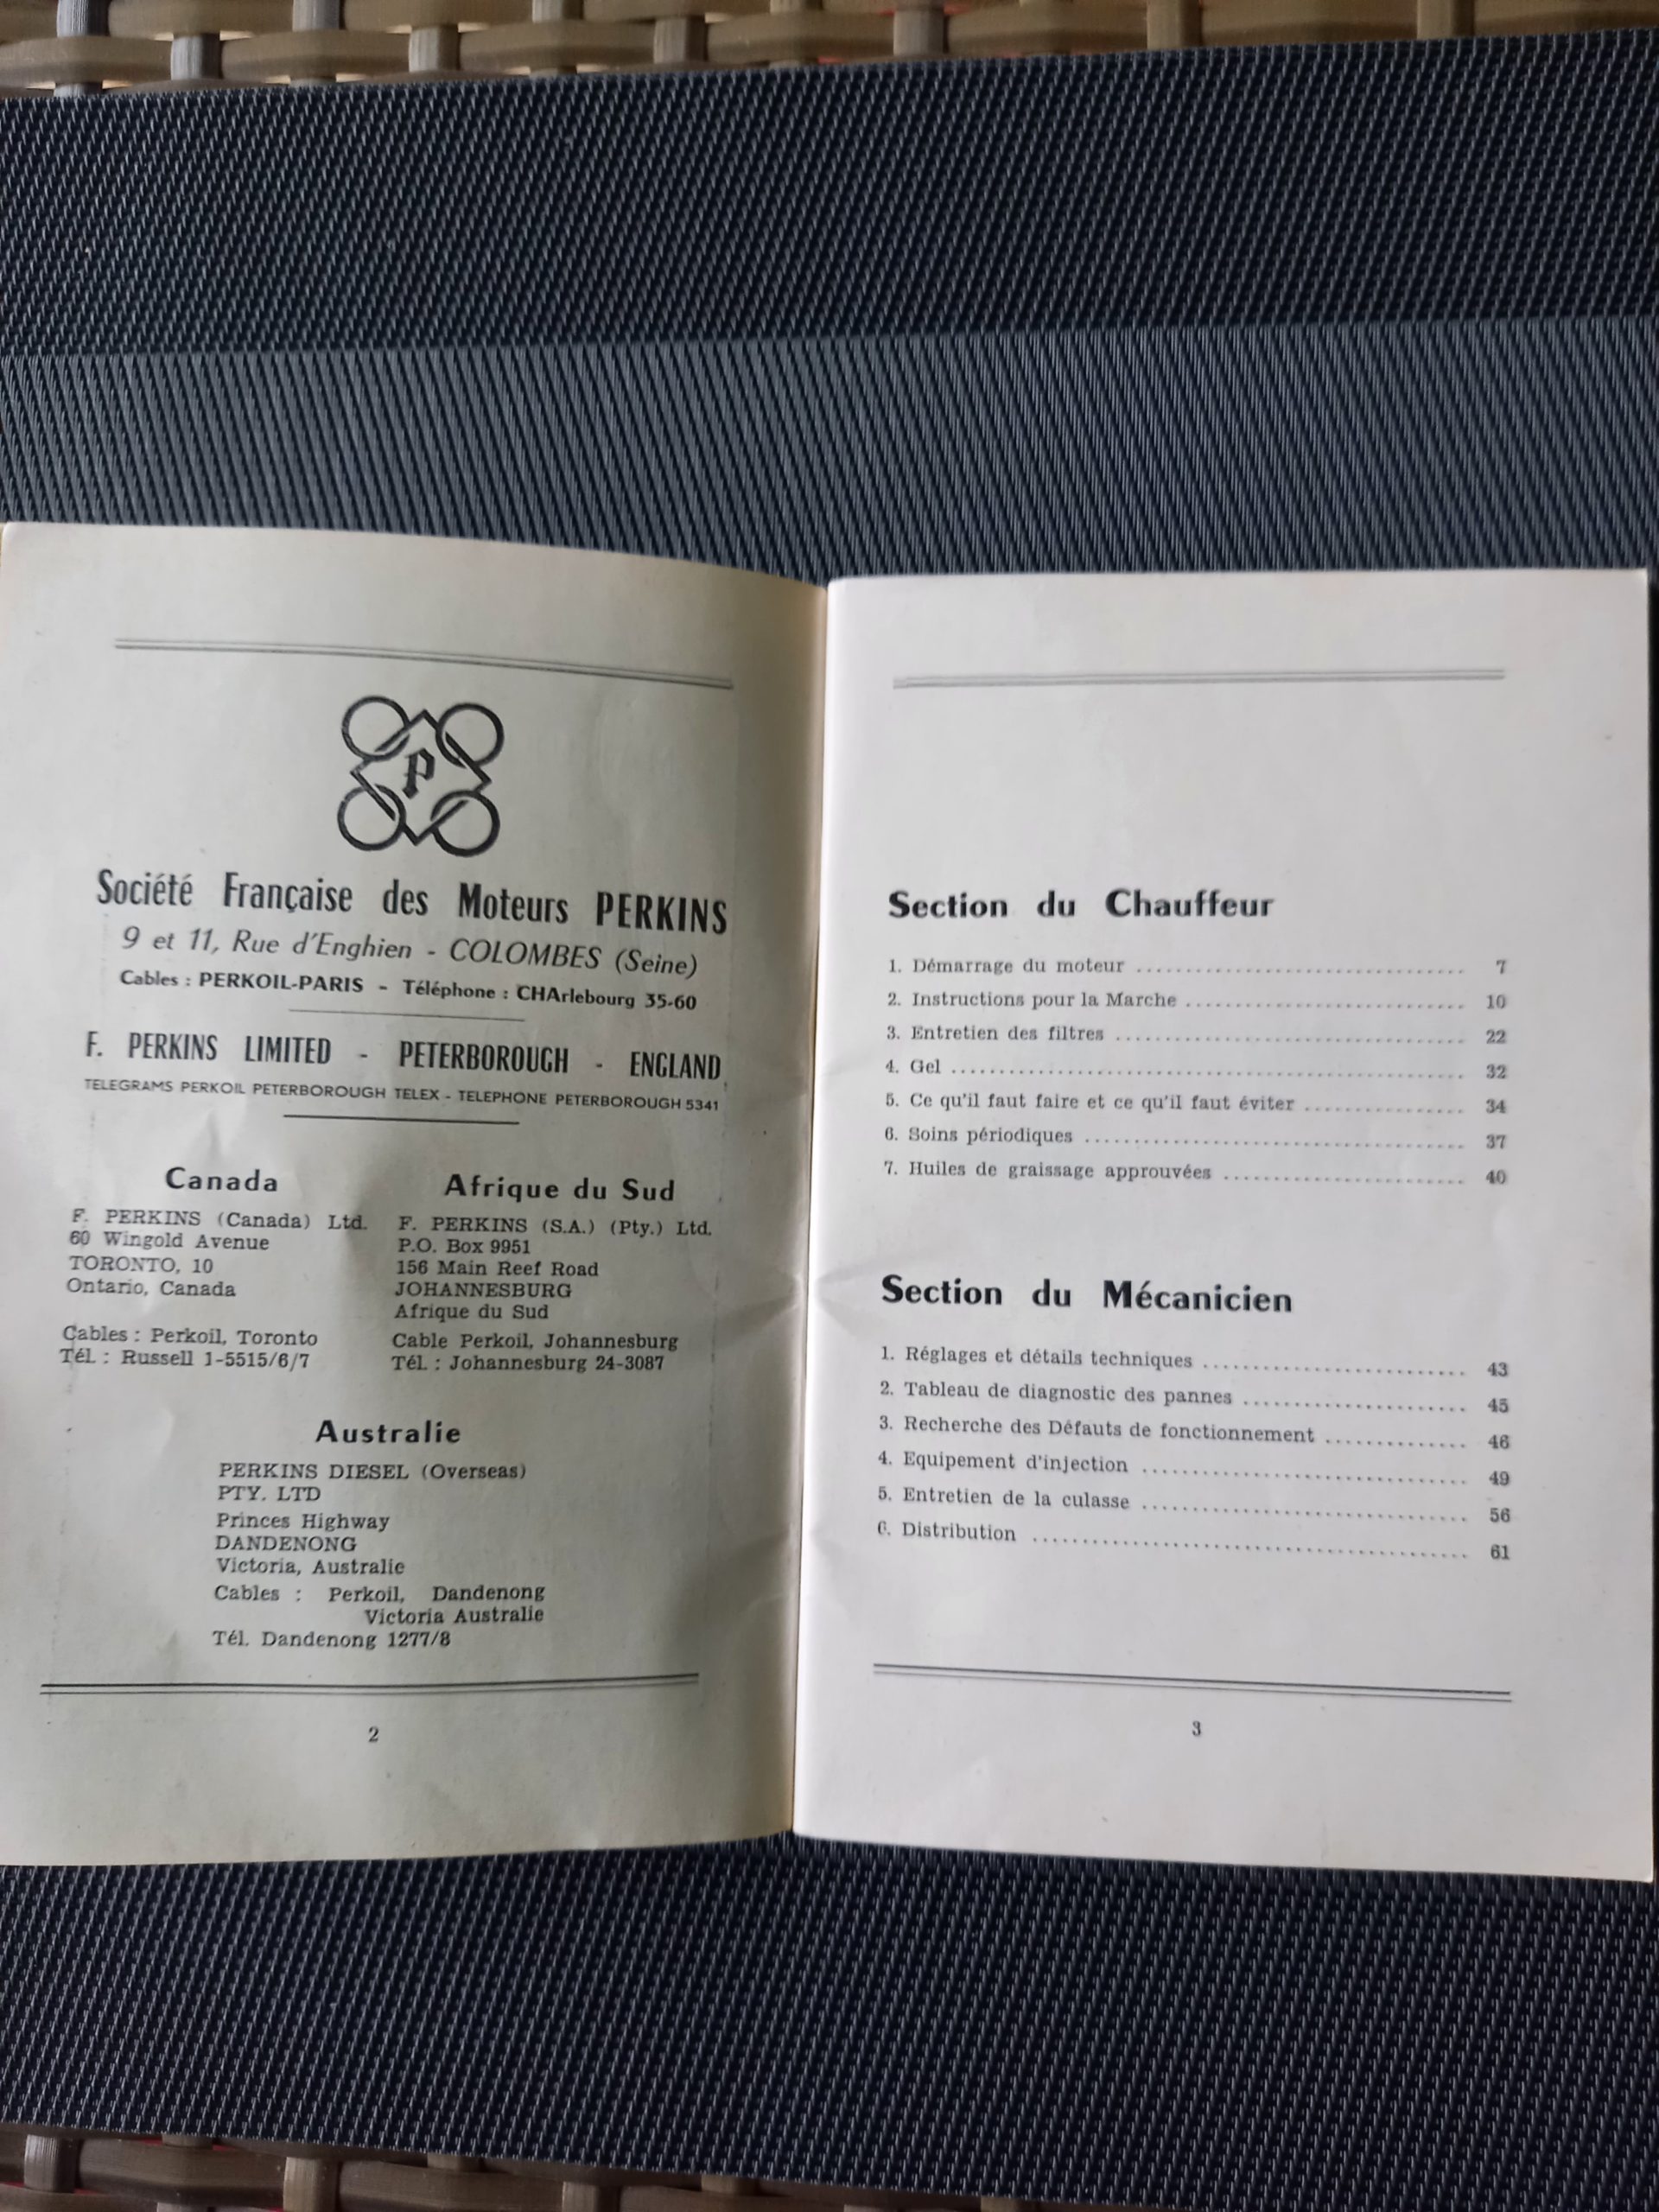 P
Société Française des Moteurs PERKINS
9 et 11, Rue d'Enghien - COLOMBES (Seine)
Cables : PERKOIL-PARIS - Téléphone : CHArlebourg 35-60
F. PERKINS LIMITED - PETERBOROUGH - ENGLAND
TELEGRAMS PERKOIL PETERBOROUGH TELEX - TELEPHONE PETERBOROUGH 5341
Canada
F. PERKINS (Canada) Ltd.
60 Wingold Avenue
TORONTO, 10
Ontario, Canada
Cables : Perkoil, Toronto
Tél. : Russell 1-5515/6/7
Afrique du Sud
F. PERKINS (S.A.) (Pty.) Ltd.
P.O. Box 9951
156 Main Reef Road
JOHANNESBURG
Afrique du Sud
Cable Perkoil, Johannesburg
Tél. : Johannesburg 24-3087
Australie
PERKINS DIESEL (Overseas)
PTY. LTD
Princes Highway
DANDENONG
Victoria, Australie
Cables : Perkoil, Dandenong
Victoria Australie
Tél. Dandenong 1277/8
2
Section du Chauffeur
1. Démarrage du moteur ........ 7
2. Instructions pour la Marche ........ 10
3. Entretien des filtres ........ 22
4. Gel ........ 32
5. Ce qu'il faut faire et ce qu'il faut éviter ........ 34
6. Soins périodiques ........ 37
7. Huiles de graissage approuvées ........ 40
Section du Mécanicien
1. Réglages et détails techniques ........ 43
2. Tableau de diagnostic des pannes ........ 45
3. Recherche des Défauts de fonctionnement ........ 46
4. Equipement d'injection ........ 49
5. Entretien de la culasse ........ 56
6. Distribution ........ 61
3